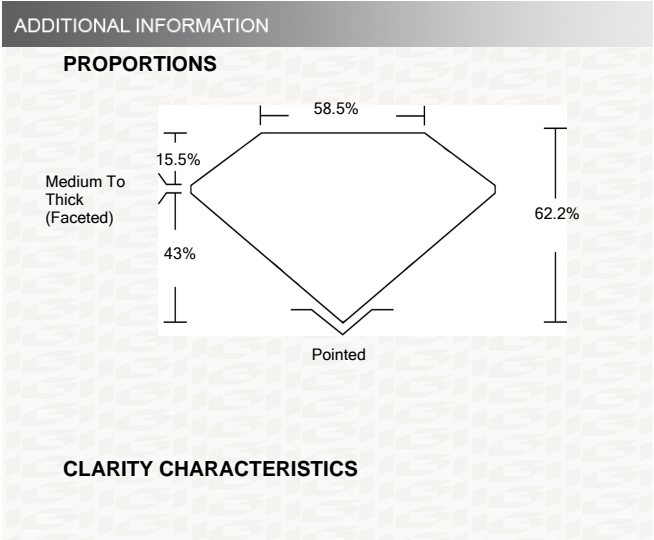 ADDITIONAL INFORMATION
PROPORTIONS
58.5%
15.5%
Medium To
Thick
(Faceted)
62.2%
43%
Pointed
CLARITY CHARACTERISTICS